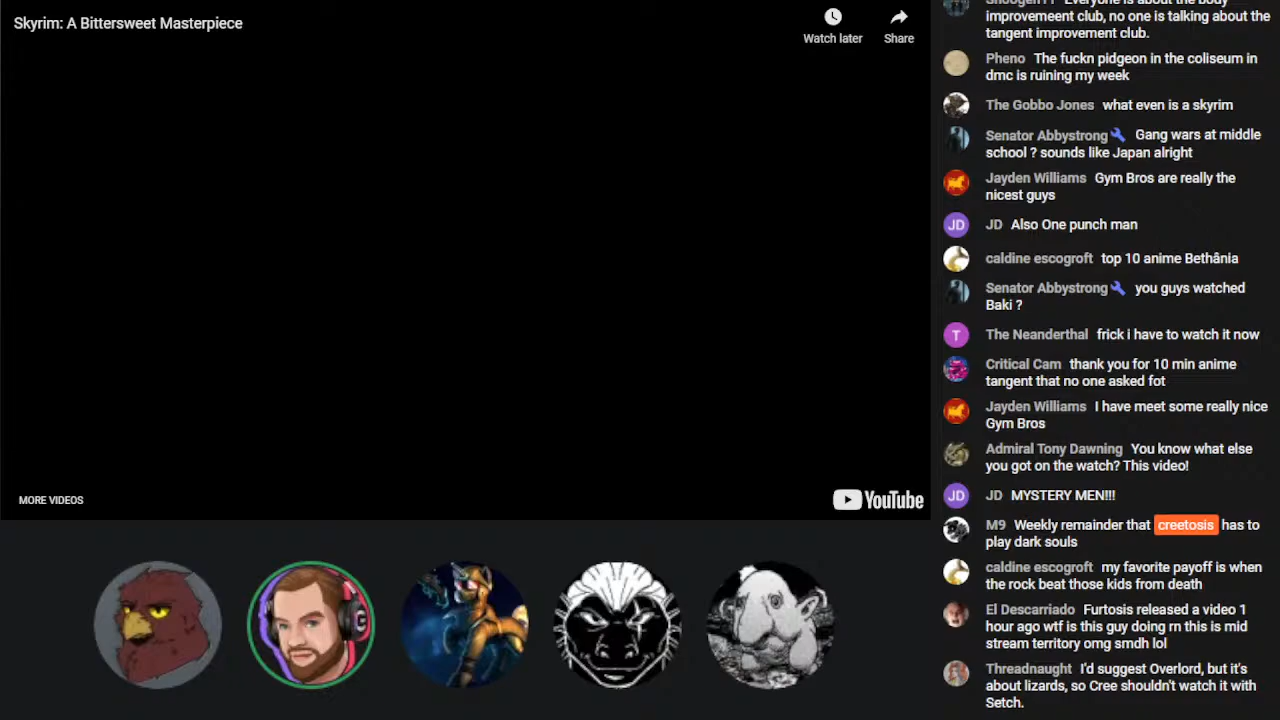 Skyrim: A Bittersweet Masterpiece
Watch later
Share
MORE VIDEOS
YouTube
improvemeent club, no one is talking about the
tangent improvement club.
Pheno The fuckn pidgeon in the coliseum in
dmc is ruining my week
The Gobbo Jones what even is a skyrim
Senator Abbystrong Gang wars at middle
school ? sounds like Japan alright
Jayden Williams Gym Bros are really the
nicest guys
JD JD Also One punch man
caldine escogroft top 10 anime Bethânia
Senator Abbystrong you guys watched
Baki ?
T The Neanderthal frick i have to watch it now
Critical Cam thank you for 10 min anime
tangent that no one asked fot
Jayden Williams I have meet some really nice
Gym Bros
Admiral Tony Dawning You know what else
you got on the watch? This video!
JD JD MYSTERY MEN!!!
M9 Weekly remainder that creetosis has to
play dark souls
caldine escogroft my favorite payoff is when
the rock beat those kids from death
El Descarriado Furtosis released a video 1
hour ago wtf is this guy doing rn this is mid
stream territory omg smdh lol
Threadnaught I'd suggest Overlord, but it's
about lizards, so Cree shouldn't watch it with
Setch.